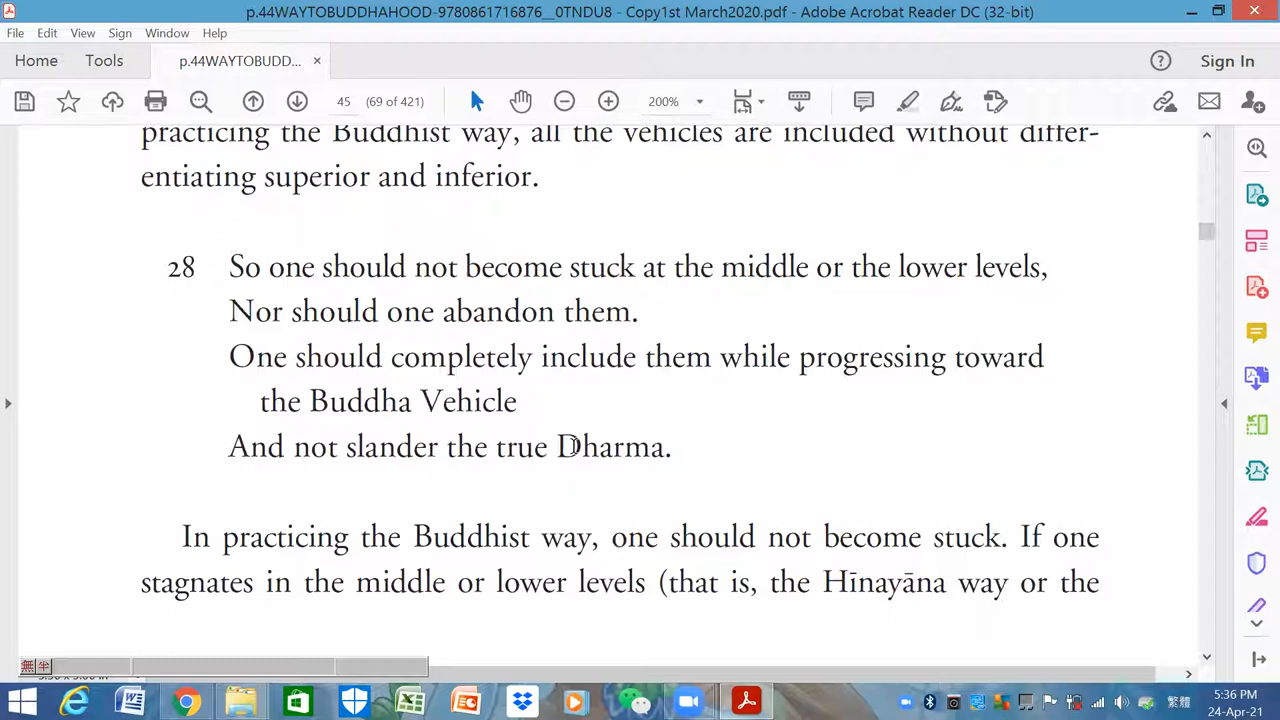 p.44WAYTOBUDDHAHOOD-9780861716876__0TNDU8 - Copy1st March2020.pdf - Adobe Acrobat Reader DC (32-bit)
File Edit View Sign Window Help
Home Tools p.44WAYTOBUDD... × Sign In
45 (69 of 421) 200%
practicing the Buddhist way, all the vehicles are included without differ-
entiating superior and inferior.
28 So one should not become stuck at the middle or the lower levels,
Nor should one abandon them.
One should completely include them while progressing toward
the Buddha Vehicle
And not slander the true Dharma.
In practicing the Buddhist way, one should not become stuck. If one
stagnates in the middle or lower levels (that is, the Hīnayāna way or the
無 半
5:36 PM
繁體
24-Apr-21